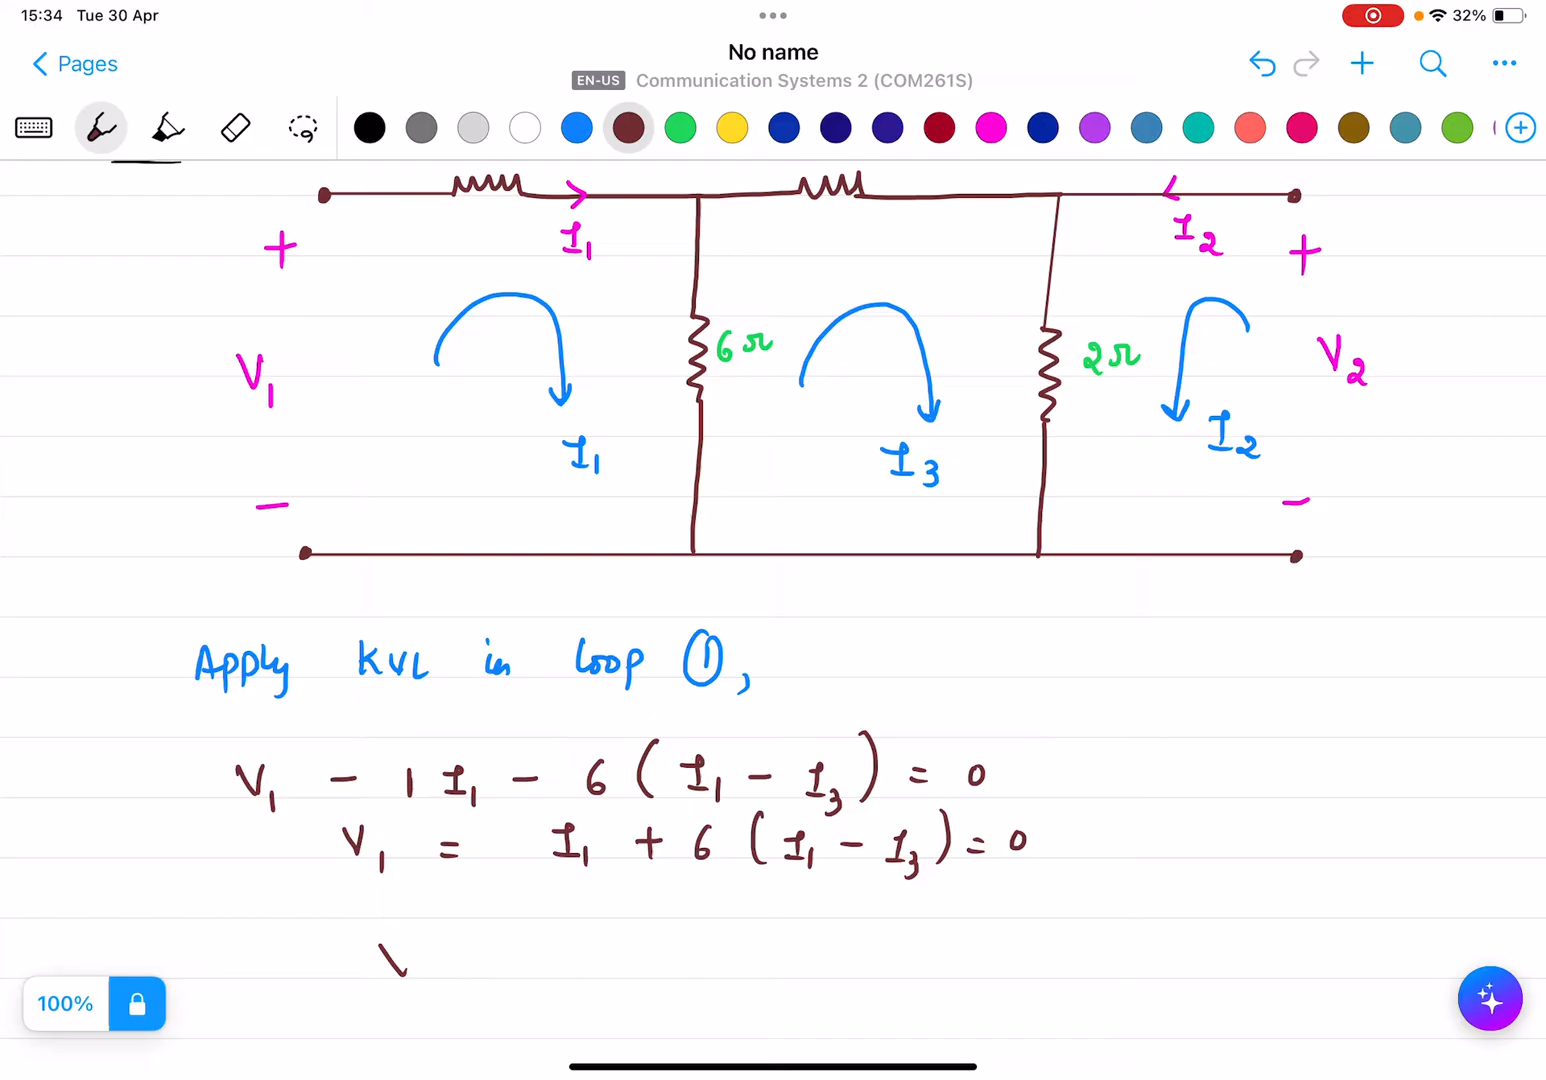 15:34 Tue 30 Apr
32%
Pages
No name
EN-US Communication Systems 2 (COM261S)
I1
I2
+
+
6Ω
2Ω
V1
V2
I1
I3
I2
−
−
Apply KVL in loop ①,
V1 − 1 I1 − 6 ( I1 − I3 ) = 0
V1 = I1 + 6 ( I1 − I3 ) = 0
100%